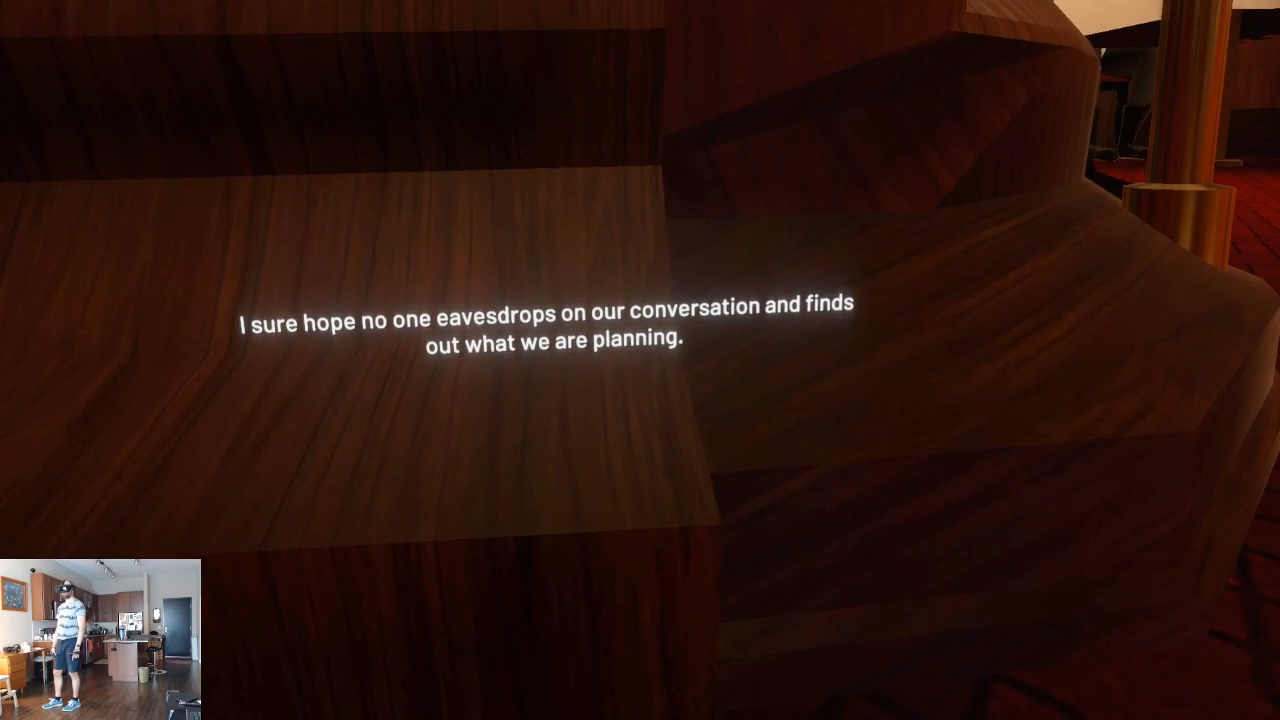 I sure hope no one eavesdrops on our conversation and finds
out what we are planning.